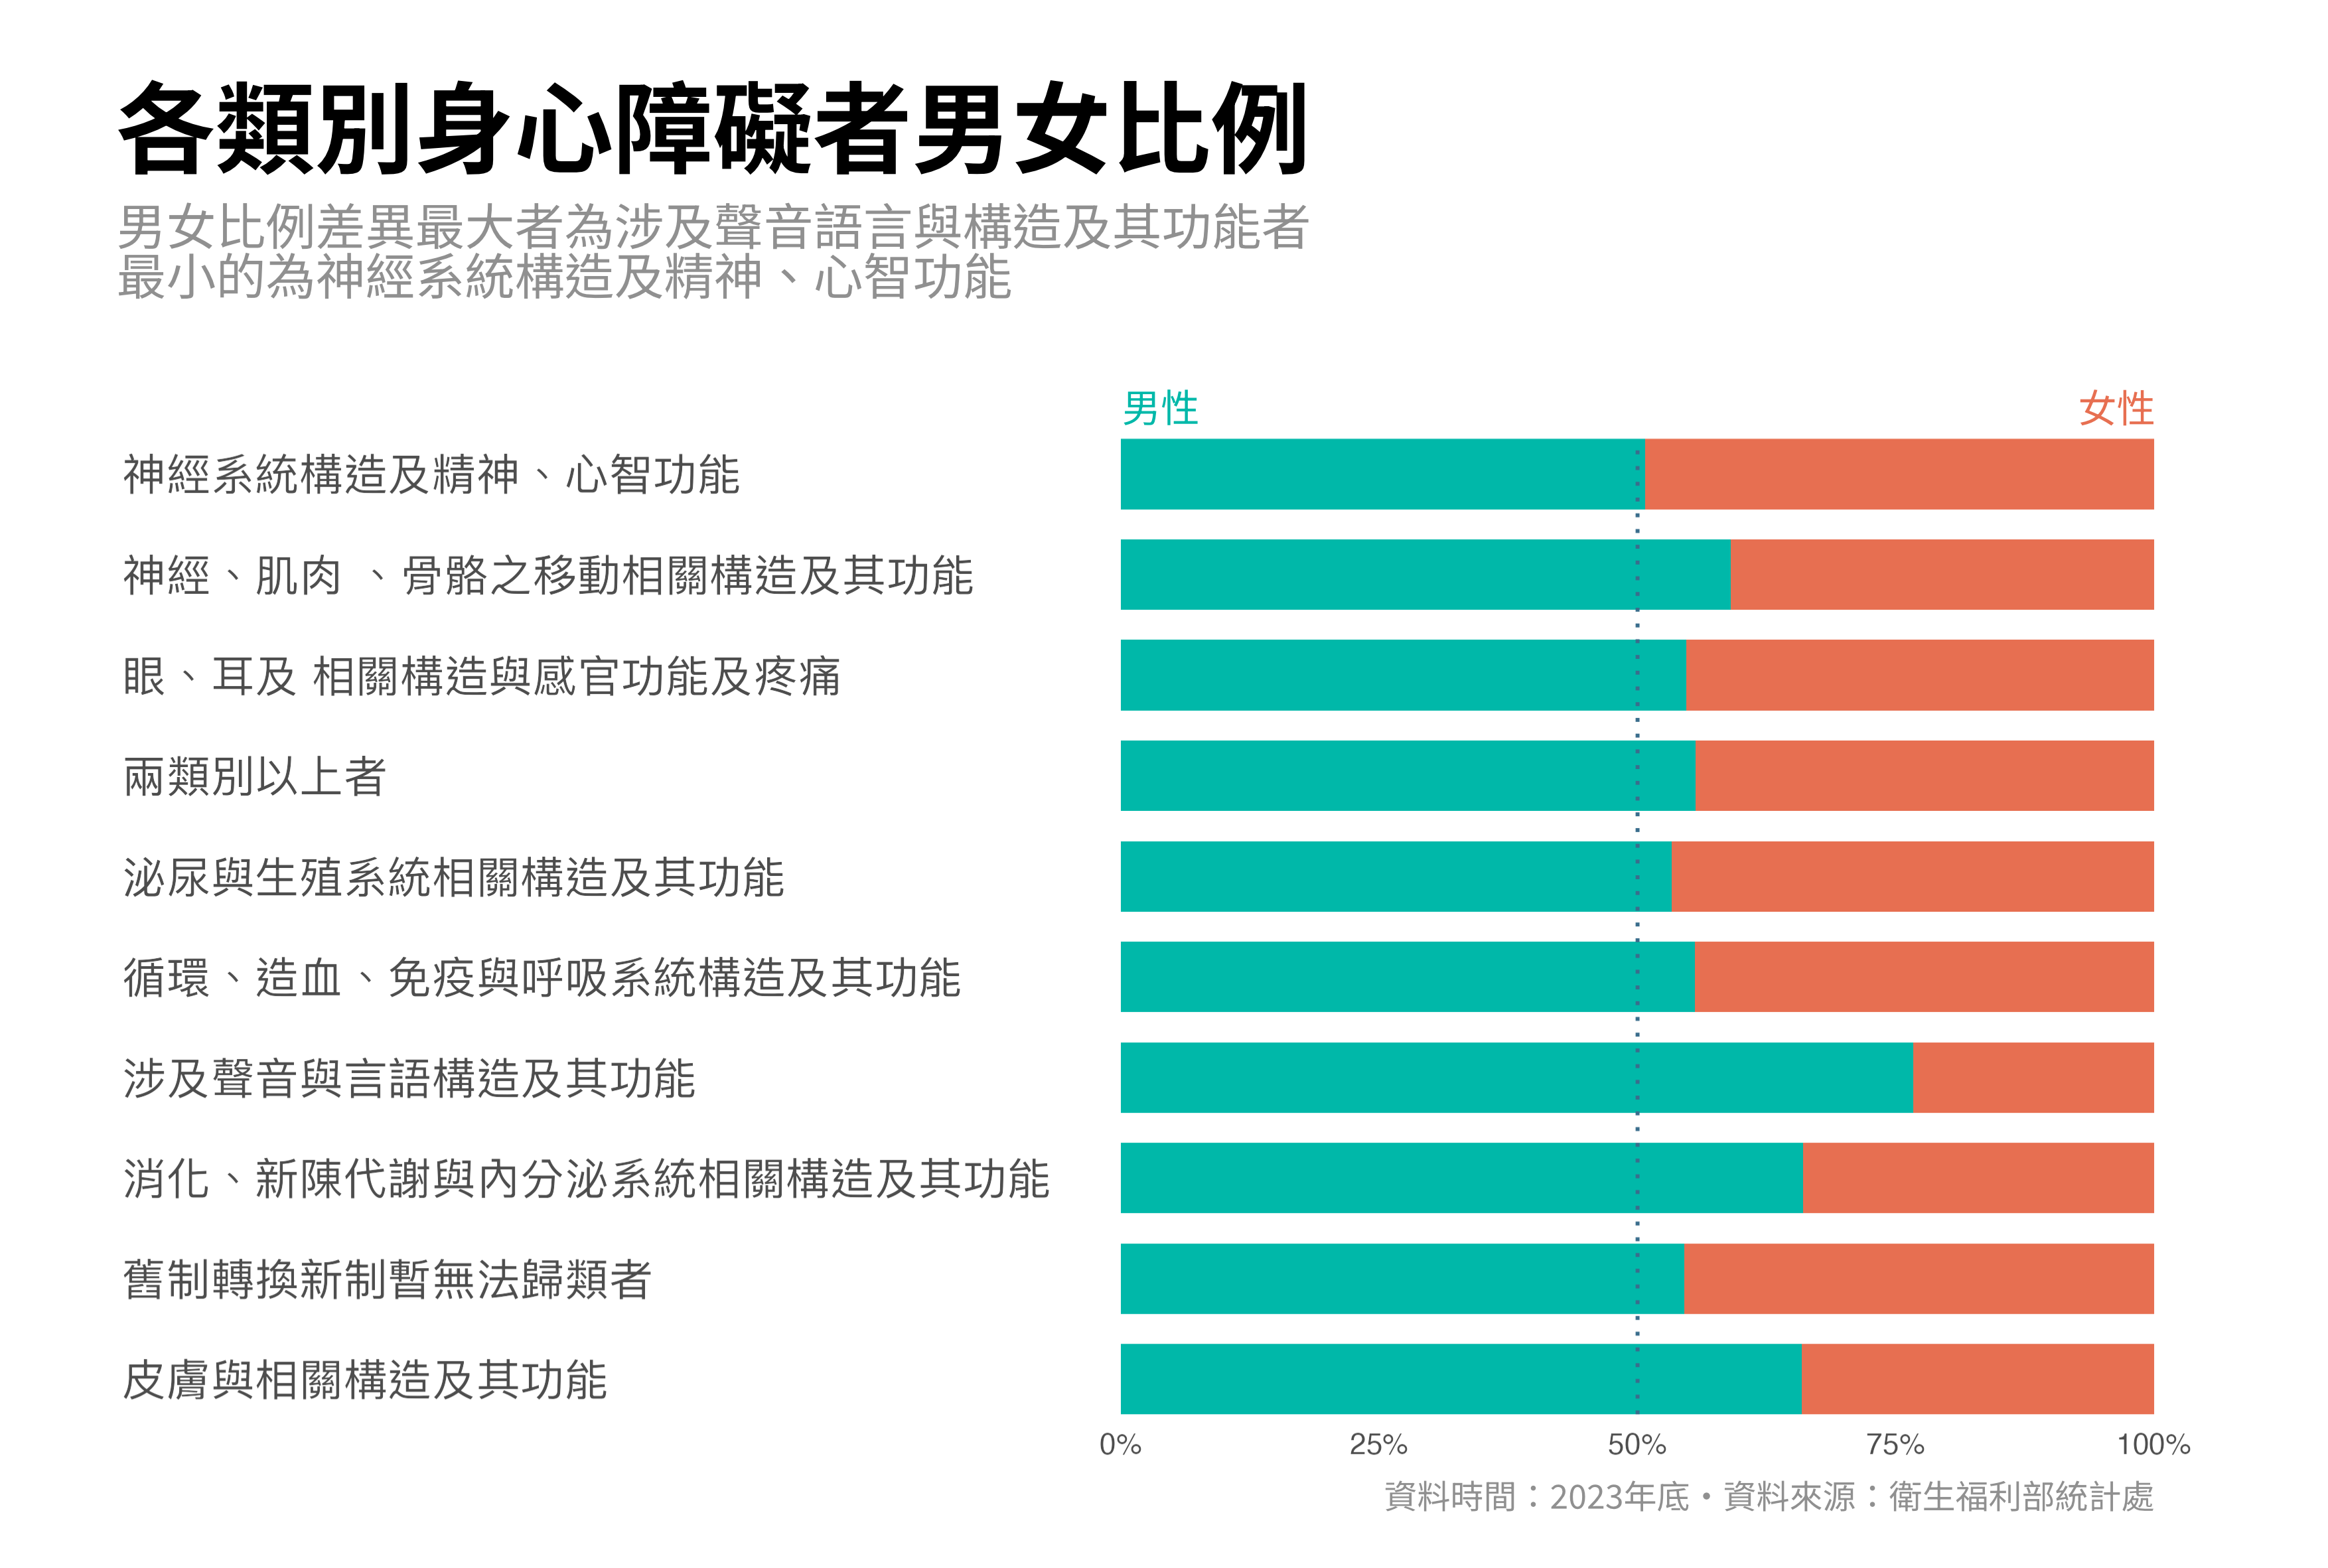 各類別身心障礙者男女比例
男女比例差異最大者為涉及聲音語言與構造及其功能者
最小的為神經系統構造及精神、心智功能
男性
女性
神經系統構造及精神、心智功能
神經、肌肉 、骨骼之移動相關構造及其功能
眼、耳及 相關構造與感官功能及疼痛
兩類別以上者
泌尿與生殖系統相關構造及其功能
循環、造血、免疫與呼吸系統構造及其功能
涉及聲音與言語構造及其功能
消化、新陳代謝與內分泌系統相關構造及其功能
舊制轉換新制暫無法歸類者
皮膚與相關構造及其功能
0%
25%
50%
75%
100%
資料時間：2023年底・資料來源：衛生福利部統計處